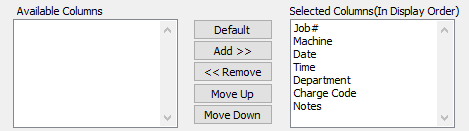 Available Columns
Selected Columns(In Display Order)
Default
Add >>
<< Remove
Move Up
Move Down
Job#
Machine
Date
Time
Department
Charge Code
Notes